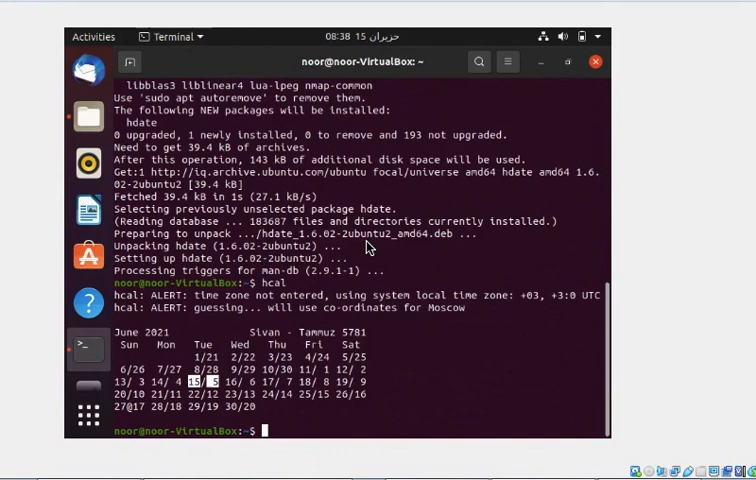 Activities
Terminal
08:38 15 حزيران
noor@noor-VirtualBox: ~
libblas3 liblinear4 lua-lpeg nmap-common
Use 'sudo apt autoremove' to remove them.
The following NEW packages will be installed:
hdate
0 upgraded, 1 newly installed, 0 to remove and 193 not upgraded.
Need to get 39.4 kB of archives.
After this operation, 143 kB of additional disk space will be used.
Get:1 http://iq.archive.ubuntu.com/ubuntu focal/universe amd64 hdate amd64 1.6.
02-2ubuntu2 [39.4 kB]
Fetched 39.4 kB in 1s (27.1 kB/s)
Selecting previously unselected package hdate.
(Reading database ... 183687 files and directories currently installed.)
Preparing to unpack .../hdate_1.6.02-2ubuntu2_amd64.deb ...
Unpacking hdate (1.6.02-2ubuntu2) ...
Setting up hdate (1.6.02-2ubuntu2) ...
Processing triggers for man-db (2.9.1-1) ...
noor@noor-VirtualBox:~$ hcal
hcal: ALERT: time zone not entered, using system local time zone: +03, +3:0 UTC
hcal: ALERT: guessing... will use co-ordinates for Moscow
June 2021 Sivan - Tammuz 5781
Sun Mon Tue Wed Thu Fri Sat
1/21 2/22 3/23 4/24 5/25
6/26 7/27 8/28 9/29 10/30 11/ 1 12/ 2
13/ 3 14/ 4 15/ 5 16/ 6 17/ 7 18/ 8 19/ 9
20/10 21/11 22/12 23/13 24/14 25/15 26/16
27@17 28/18 29/19 30/20
noor@noor-VirtualBox:~$